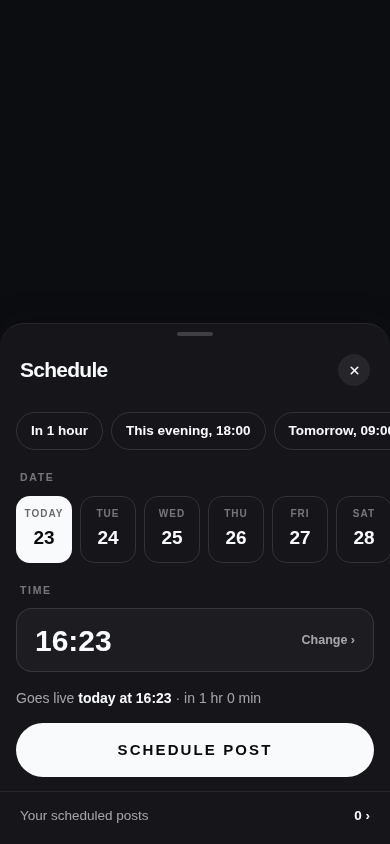 Schedule
✕
In 1 hour
This evening, 18:00
Tomorrow, 09:00
DATE
TODAY TUE WED THU FRI SAT
23 24 25 26 27 28
TIME
16:23
Change ›
Goes live today at 16:23 · in 1 hr 0 min
SCHEDULE POST
Your scheduled posts
0 ›